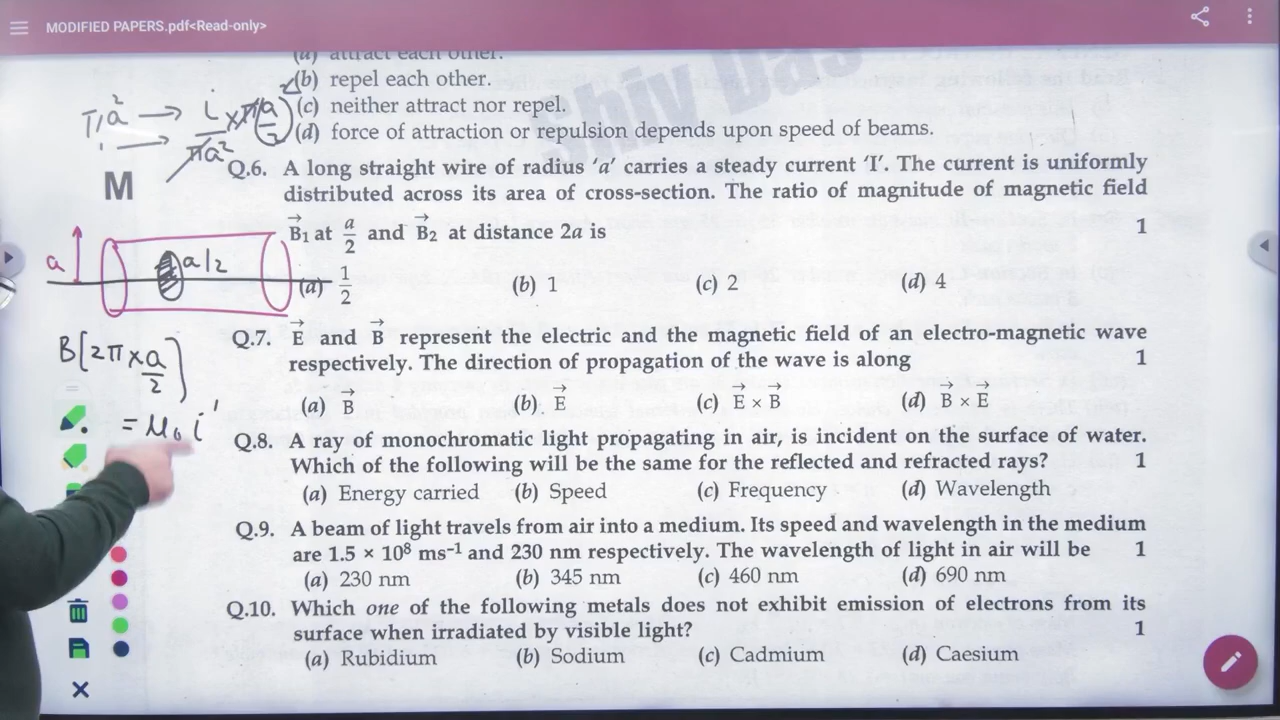 MODIFIED PAPERS.pdf<Read-only>
(a) attract each other.
(b) repel each other.
(c) neither attract nor repel.
(d) force of attraction or repulsion depends upon speed of beams.
Shiv Das
πa² → i × π(a/2)²
1 → πa²
M
Q.6. A long straight wire of radius 'a' carries a steady current 'I'. The current is uniformly
distributed across its area of cross-section. The ratio of magnitude of magnetic field
B⃗₁ at a/2 and B⃗₂ at distance 2a is 1
a
a/2
(a) 1/2 (b) 1 (c) 2 (d) 4
B[2π × a/2]
= μ₀ i'
Q.7. E⃗ and B⃗ represent the electric and the magnetic field of an electro-magnetic wave
respectively. The direction of propagation of the wave is along 1
(a) B⃗ (b) E⃗ (c) E⃗ × B⃗ (d) B⃗ × E⃗
Q.8. A ray of monochromatic light propagating in air, is incident on the surface of water.
Which of the following will be the same for the reflected and refracted rays? 1
(a) Energy carried (b) Speed (c) Frequency (d) Wavelength
Q.9. A beam of light travels from air into a medium. Its speed and wavelength in the medium
are 1.5 × 10⁸ ms⁻¹ and 230 nm respectively. The wavelength of light in air will be 1
(a) 230 nm (b) 345 nm (c) 460 nm (d) 690 nm
Q.10. Which one of the following metals does not exhibit emission of electrons from its
surface when irradiated by visible light? 1
(a) Rubidium (b) Sodium (c) Cadmium (d) Caesium